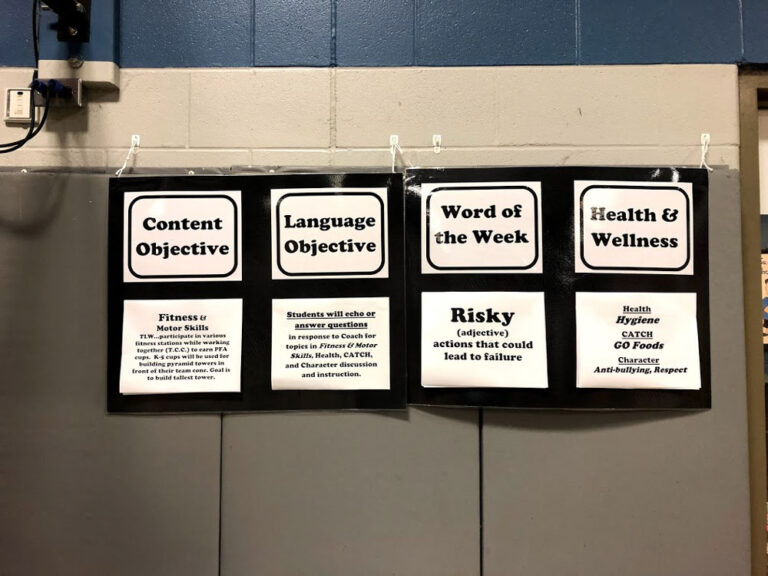 Content
Objective
Language
Objective
Word of
the Week
Health &
Wellness
Fitness &
Motor Skills
TLW...participate in various
fitness stations while working
together (T.C.C.) to earn PFA
cups. K-5 cups will be used for
building pyramid towers in
front of their team cone. Goal is
to build tallest tower.
Students will echo or
answer questions
in response to Coach for
topics in Fitness & Motor
Skills, Health, CATCH,
and Character discussion
and instruction.
Risky
(adjective)
actions that could
lead to failure
Health
Hygiene
CATCH
GO Foods
Character
Anti-bullying, Respect